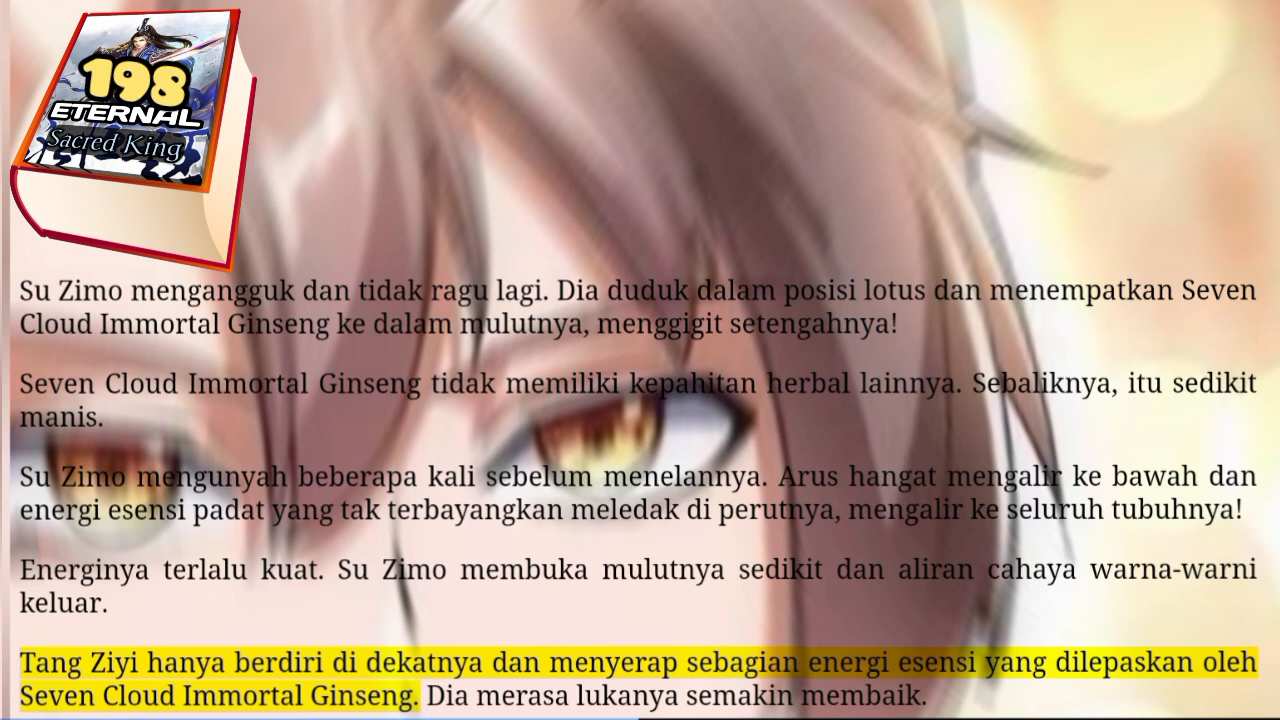 198
ETERNAL
Sacred King
Su Zimo mengangguk dan tidak ragu lagi. Dia duduk dalam posisi lotus dan menempatkan Seven
Cloud Immortal Ginseng ke dalam mulutnya, menggigit setengahnya!
Seven Cloud Immortal Ginseng tidak memiliki kepahitan herbal lainnya. Sebaliknya, itu sedikit
manis.
Su Zimo mengunyah beberapa kali sebelum menelannya. Arus hangat mengalir ke bawah dan
energi esensi padat yang tak terbayangkan meledak di perutnya, mengalir ke seluruh tubuhnya!
Energinya terlalu kuat. Su Zimo membuka mulutnya sedikit dan aliran cahaya warna-warni
keluar.
Tang Ziyi hanya berdiri di dekatnya dan menyerap sebagian energi esensi yang dilepaskan oleh
Seven Cloud Immortal Ginseng. Dia merasa lukanya semakin membaik.